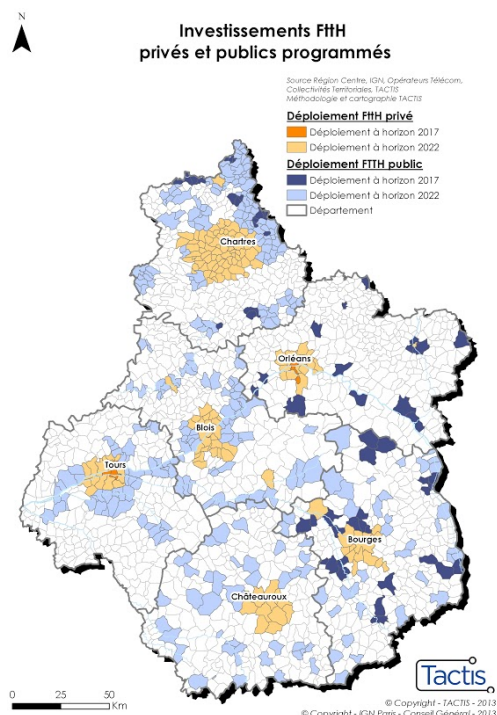 N
Investissements FttH
privés et publics programmés
Source Région Centre, IGN, Opérateurs Télécom,
Collectivités Territoriales, TACTIS
Méthodologie et cartographie TACTIS
Déploiement FttH privé
Déploiement à horizon 2017
Déploiement à horizon 2022
Déploiement FTTH public
Déploiement à horizon 2017
Déploiement à horizon 2022
Département
Chartres
Orléans
Blois
Tours
Bourges
Châteauroux
Tactis
0 25 50
Km
© Copyright - TACTIS - 2013
© Copyright - IGN Paris - Conseil Général - 2013